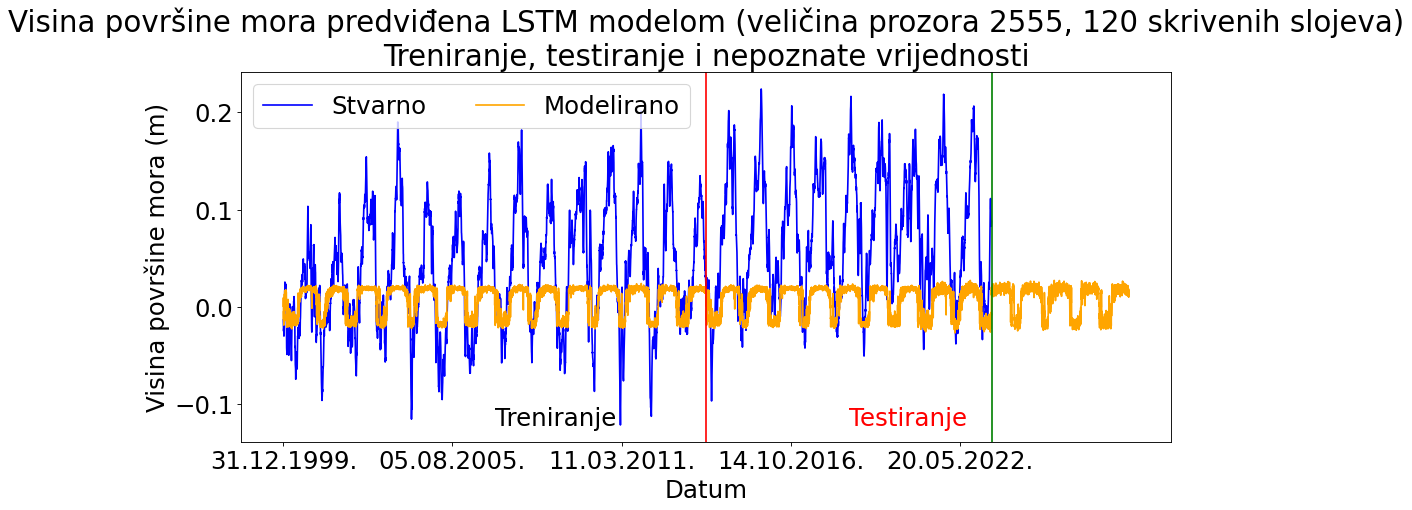 Visina površine mora predviđena LSTM modelom (veličina prozora 2555, 120 skrivenih slojeva)
Treniranje, testiranje i nepoznate vrijednosti
Stvarno
Modelirano
Visina površine mora (m)
0.2
0.1
0.0
−0.1
Treniranje
Testiranje
31.12.1999.
05.08.2005.
11.03.2011.
14.10.2016.
20.05.2022.
Datum